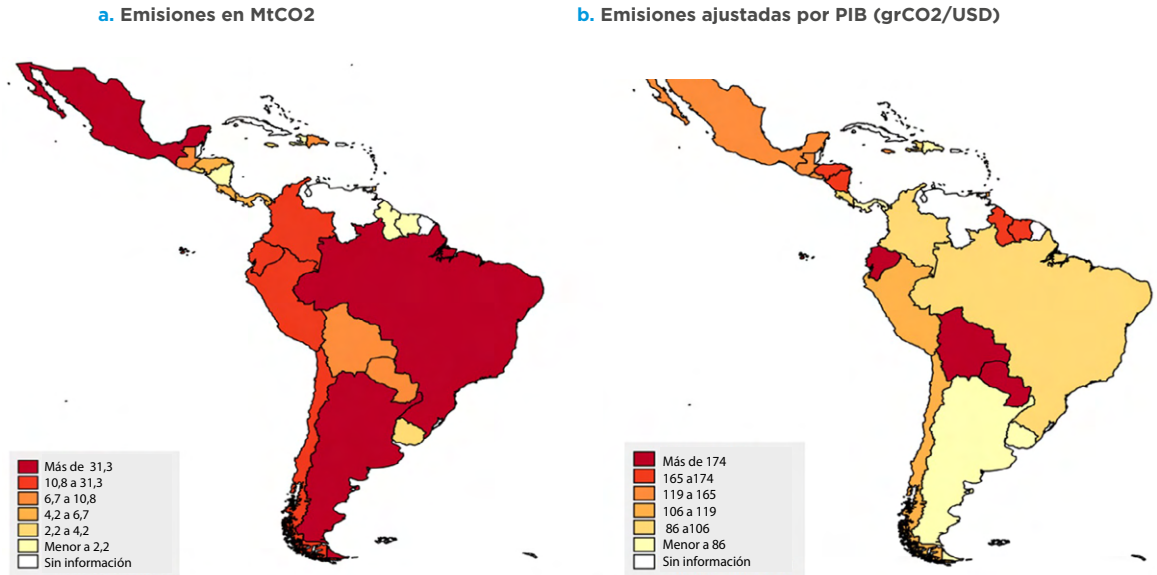 a. Emisiones en MtCO2
b. Emisiones ajustadas por PIB (grCO2/USD)
Más de 31,3
10,8 a 31,3
6,7 a 10,8
4,2 a 6,7
2,2 a 4,2
Menor a 2,2
Sin información
Más de 174
165 a174
119 a 165
106 a 119
86 a106
Menor a 86
Sin información